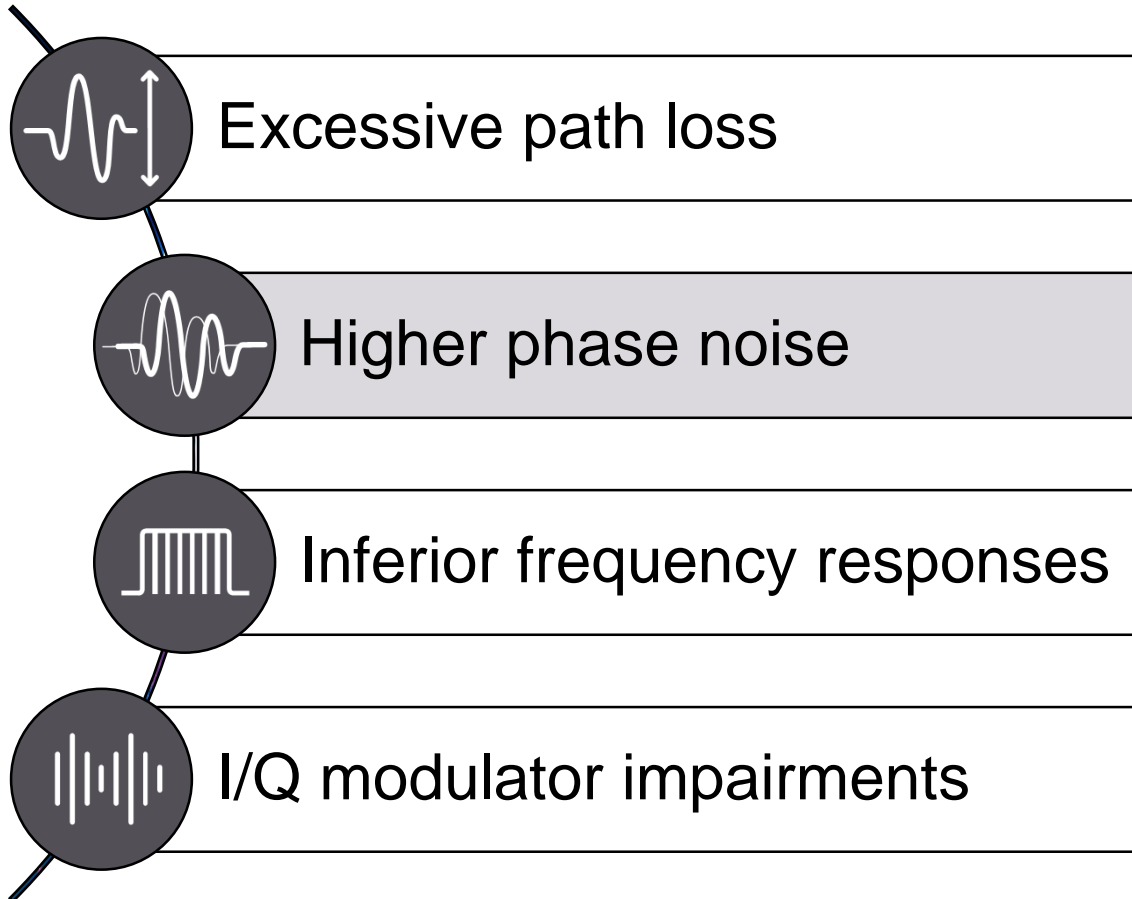 Excessive path loss
Higher phase noise
Inferior frequency responses
I/Q modulator impairments